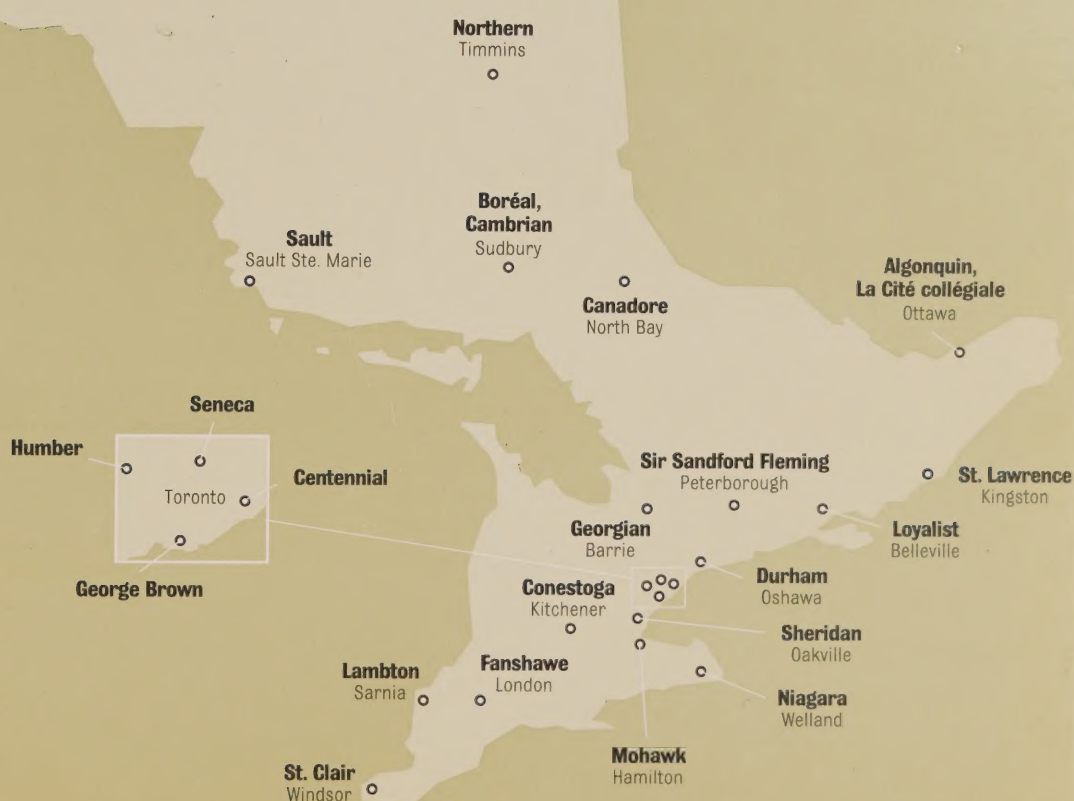 Northern
Timmins
Boréal,
Cambrian
Sudbury
Sault
Sault Ste. Marie
Canadore
North Bay
Algonquin,
La Cité collégiale
Ottawa
Seneca
Humber
Toronto
Centennial
George Brown
Sir Sandford Fleming
Peterborough
St. Lawrence
Kingston
Georgian
Barrie
Loyalist
Belleville
Conestoga
Kitchener
Durham
Oshawa
Sheridan
Oakville
Lambton
Sarnia
Fanshawe
London
Niagara
Welland
Mohawk
Hamilton
St. Clair
Windsor